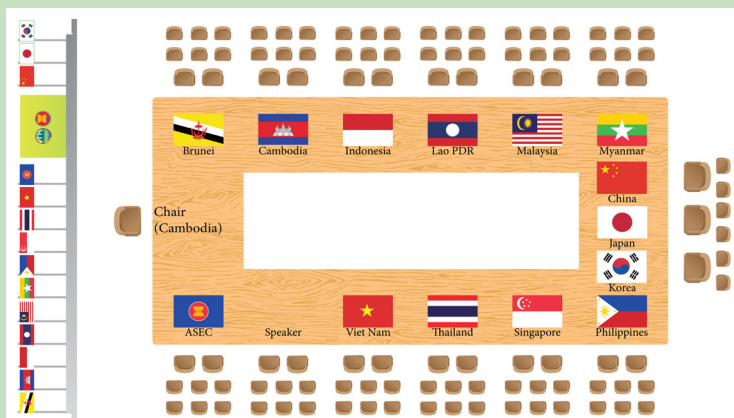 Brunei
Cambodia
Indonesia
Lao PDR
Malaysia
Myanmar
China
Chair
(Cambodia)
Japan
Korea
ASEC
Speaker
Viet Nam
Thailand
Singapore
Philippines